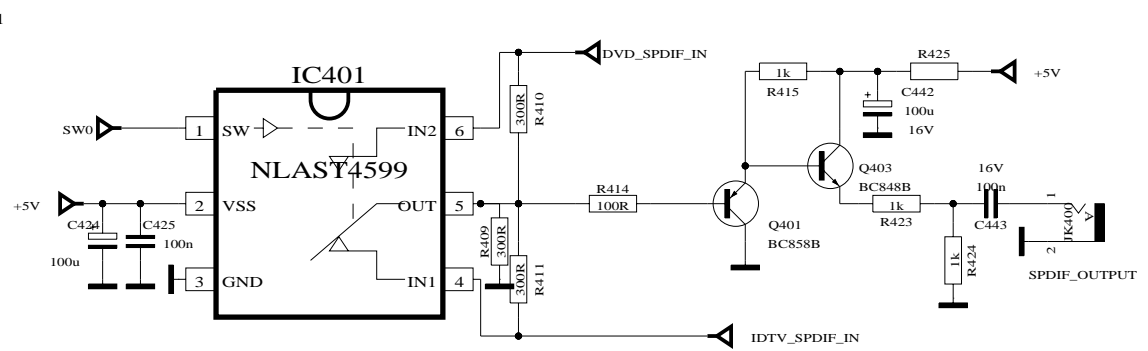 DVD_SPDIF_IN
R425
IC401
1k
+5V
R415
C442
+
100u
16V
300R
R410
SW0
1
SW
IN2
6
NLAST4599
Q403
BC848B
R414
100R
16V
100n
+5V
2
VSS
OUT
5
1k
R423
C443
1
JK400
A
2
C424
+
C425
100n
100u
R409
300R
Q401
BC858B
1k
R424
SPDIF_OUTPUT
3
GND
IN1
4
300R
R411
IDTV_SPDIF_IN